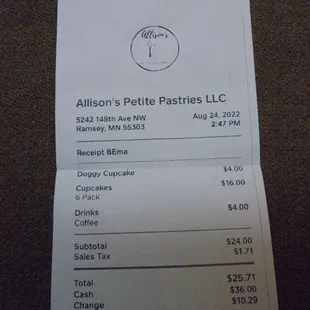 Allison's
Allison's Petite Pastries LLC
5242 148th Ave NW
Ramsey, MN 55303
Aug 24, 2022
2:47 PM
Receipt BEma
Doggy Cupcake $4.00
Cupcakes $16.00
6 Pack
Drinks $4.00
Coffee
Subtotal $24.00
Sales Tax $1.71
Total $25.71
Cash $36.00
Change $10.29